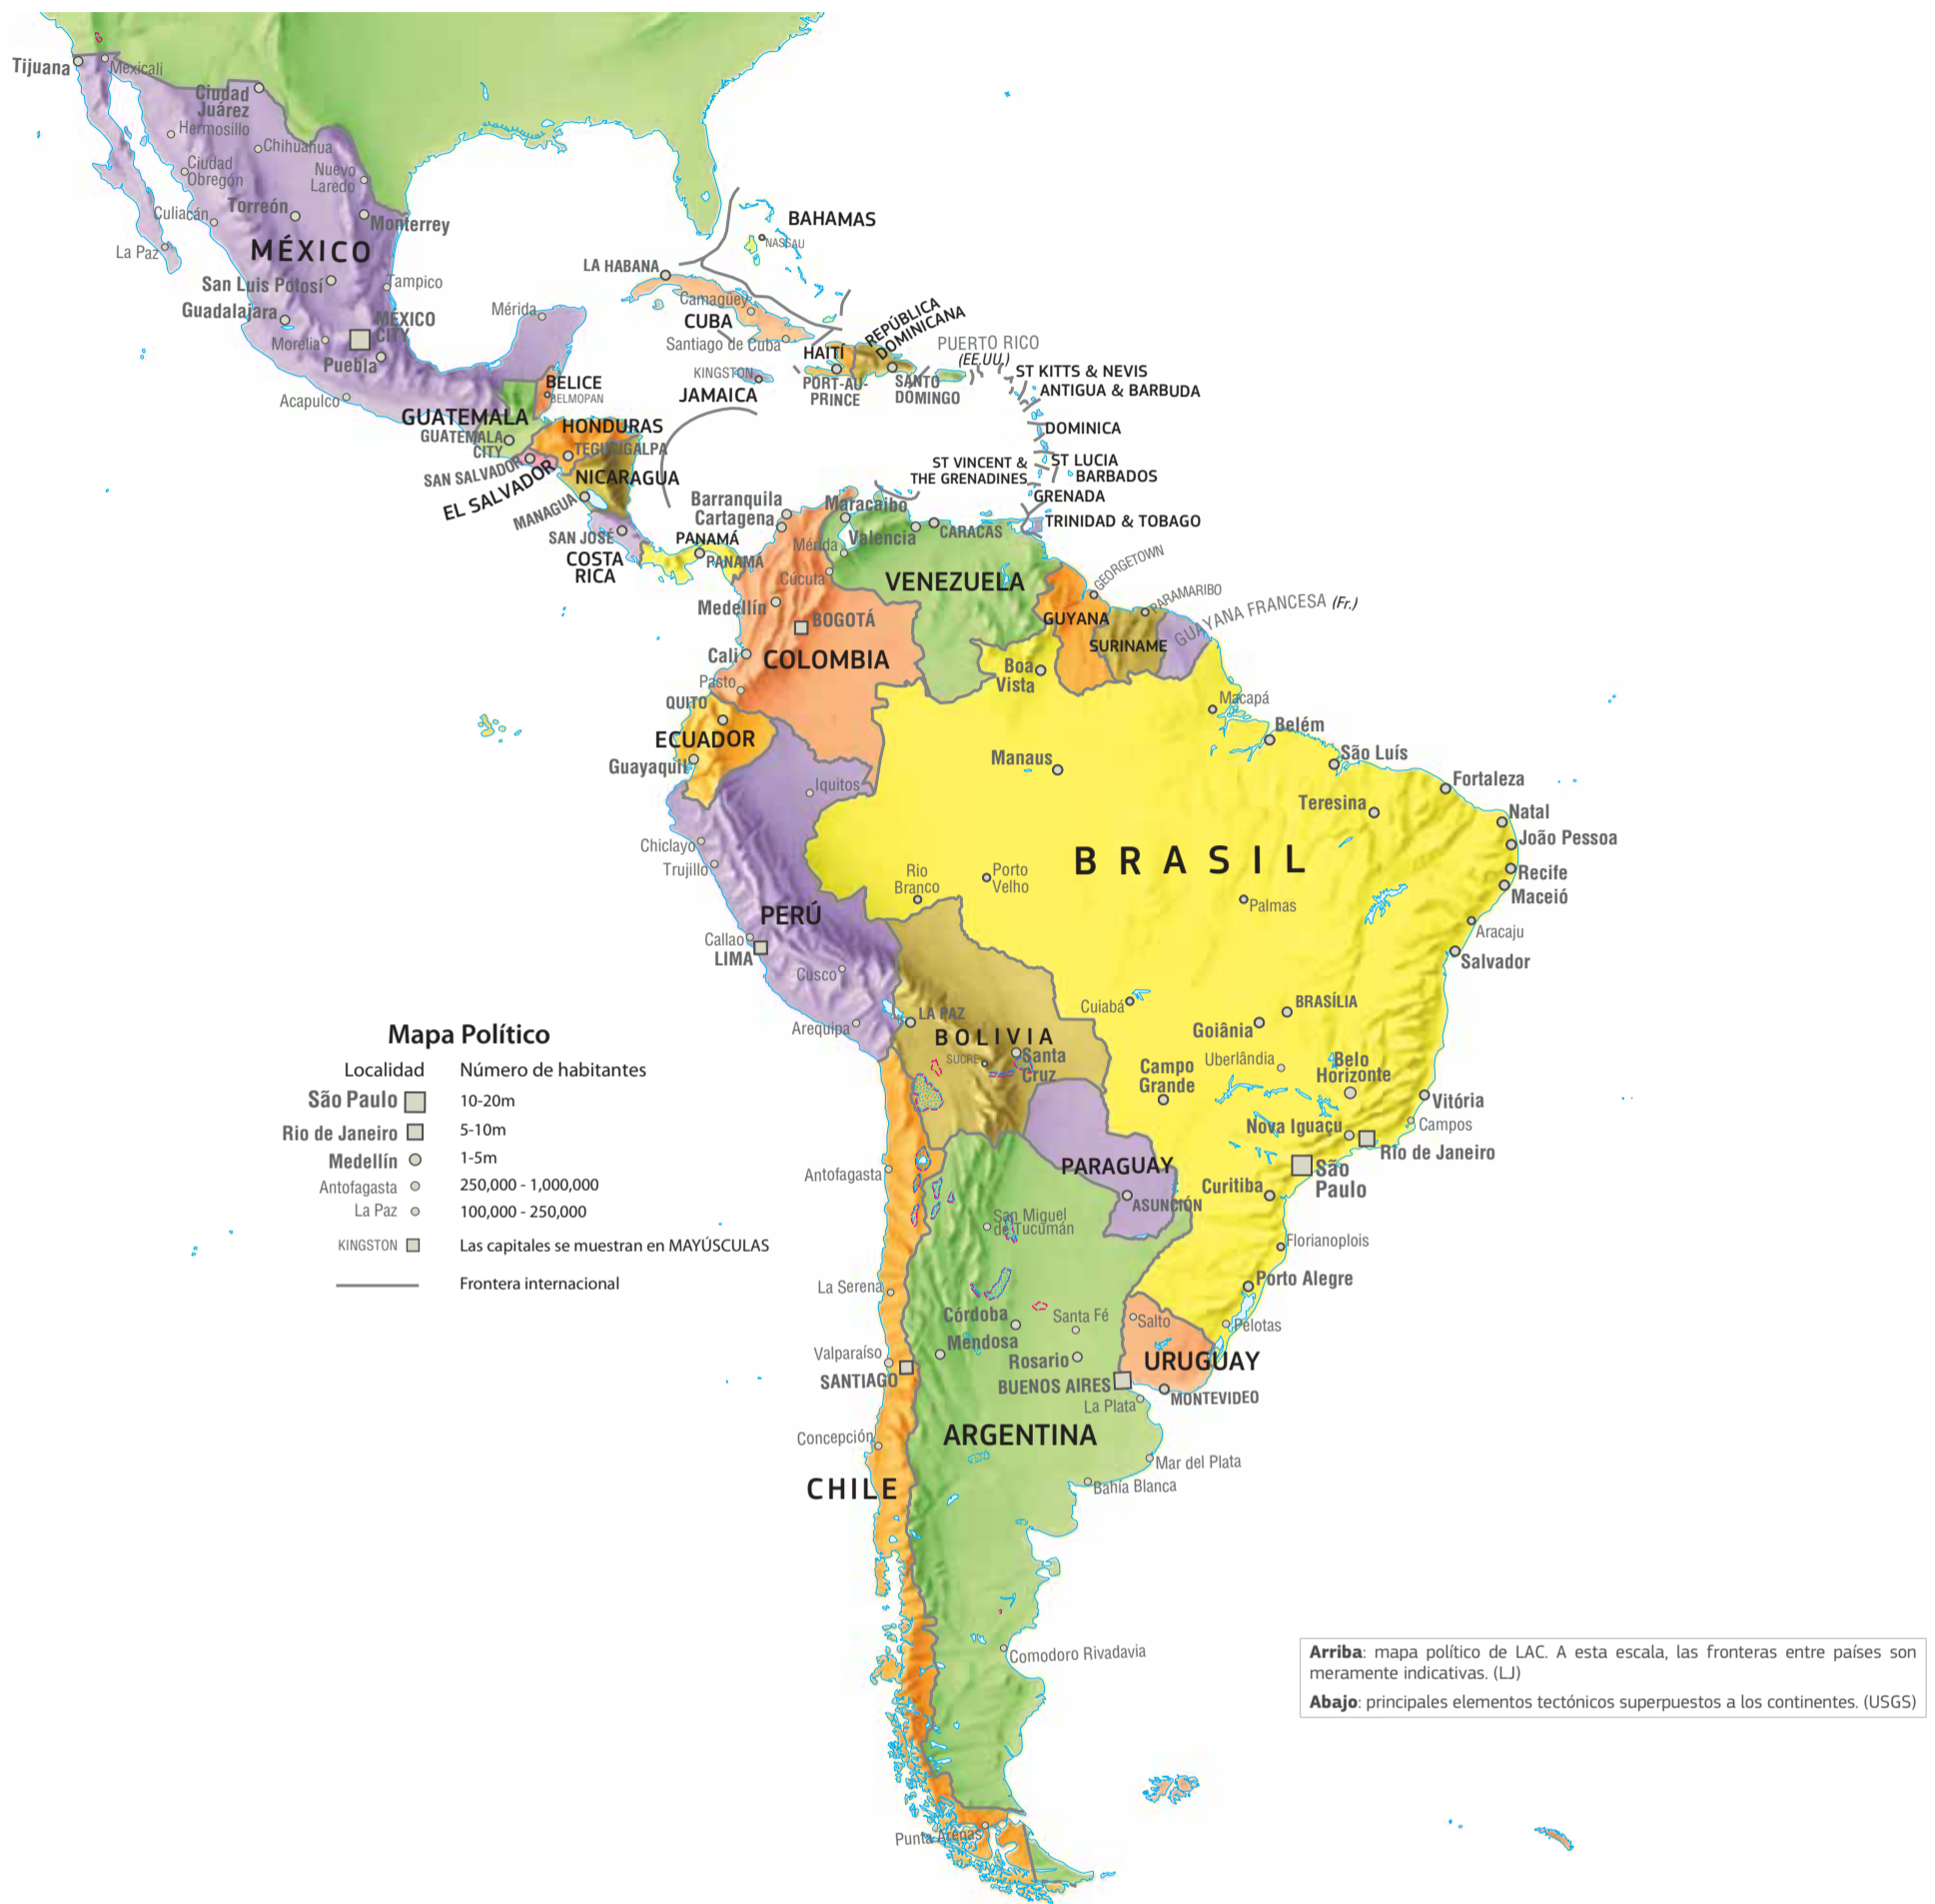 Tijuana
Mexicali
Ciudad
Juárez
Hermosillo
Chihuahua
Ciudad
Obregón
Nuevo
Laredo
Culiacán
Torreón
Monterrey
La Paz
MÉXICO
San Luis Potosí
Tampico
Guadalajara
MÉXICO
CITY
Mérida
Morelia
Puebla
Acapulco
BAHAMAS
NASSAU
LA HABANA
Camagüey
CUBA
Santiago de Cuba
HAITÍ
REPÚBLICA
DOMINICANA
PUERTO RICO
(EE.UU.)
KINGSTON
JAMAICA
PORT-AU-
PRINCE
SANTO
DOMINGO
ST KITTS & NEVIS
ANTIGUA & BARBUDA
DOMINICA
ST LUCIA
ST VINCENT &
THE GRENADINES
BARBADOS
GRENADA
TRINIDAD & TOBAGO
BELICE
BELMOPAN
GUATEMALA
GUATEMALA
CITY
HONDURAS
TEGUCIGALPA
SAN SALVADOR
EL SALVADOR
NICARAGUA
MANAGUA
SAN JOSÉ
COSTA
RICA
PANAMÁ
PANAMÁ
Barranquila
Cartagena
Maracaibo
Valencia
CARACAS
Mérida
Cúcuta
VENEZUELA
GEORGETOWN
PARAMARIBO
GUAYANA FRANCESA (Fr.)
GUYANA
SURINAME
Medellín
BOGOTÁ
Cali
COLOMBIA
Pasto
Boa
Vista
QUITO
ECUADOR
Guayaquil
Macapá
Belém
São Luís
Manaus
Fortaleza
Iquitos
Teresina
Natal
João Pessoa
Chiclayo
Trujillo
BRASIL
Rio
Branco
Porto
Velho
Recife
Maceió
Palmas
PERÚ
Aracaju
Callao
LIMA
Salvador
Cusco
Cuiabá
BRASÍLIA
Goiânia
Arequipa
LA PAZ
BOLIVIA
SUCRE
Santa
Cruz
Campo
Grande
Uberlândia
Belo
Horizonte
Vitória
Campos
Nova Iguaçu
Rio de Janeiro
São
Paulo
Antofagasta
PARAGUAY
Curitiba
ASUNCIÓN
San Miguel
de Tucumán
Florianoplois
La Serena
Porto Alegre
Córdoba
Santa Fé
Salto
Pelotas
Mendosa
Valparaíso
Rosario
URUGUAY
SANTIAGO
BUENOS AIRES
La Plata
MONTEVIDEO
ARGENTINA
Concepción
Mar del Plata
CHILE
Bahía Blanca
Comodoro Rivadavia
Punta Arenas
Mapa Político
Localidad Número de habitantes
São Paulo 10-20m
Rio de Janeiro 5-10m
Medellín 1-5m
Antofagasta 250,000 - 1,000,000
La Paz 100,000 - 250,000
KINGSTON Las capitales se muestran en MAYÚSCULAS
Frontera internacional
Arriba: mapa político de LAC. A esta escala, las fronteras entre países son
meramente indicativas. (LJ)
Abajo: principales elementos tectónicos superpuestos a los continentes. (USGS)